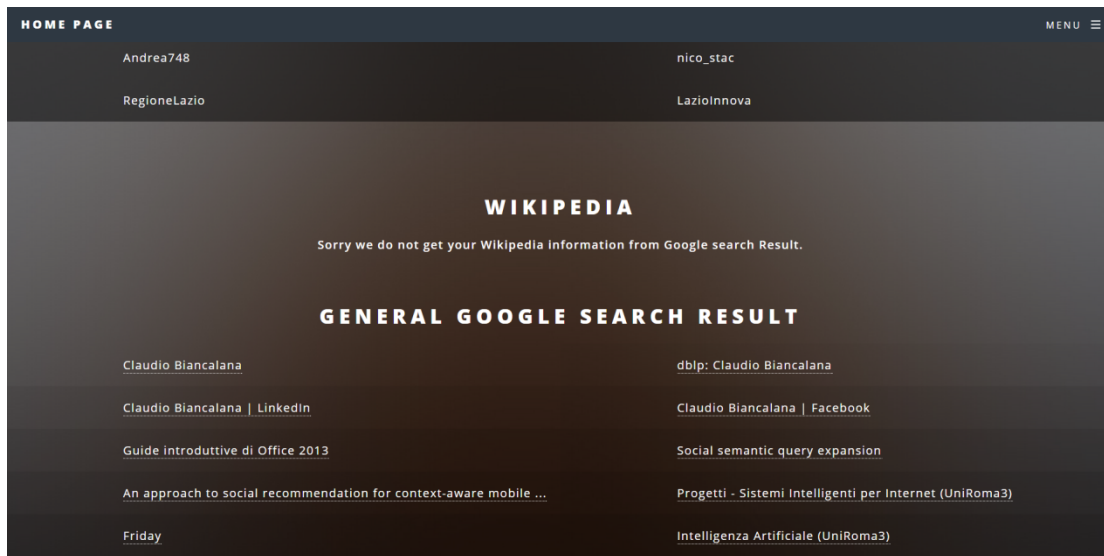 HOME PAGE MENU
Andrea748 nico_stac
RegioneLazio LazioInnova
WIKIPEDIA
Sorry we do not get your Wikipedia information from Google search Result.
GENERAL GOOGLE SEARCH RESULT
Claudio Biancalana dblp: Claudio Biancalana
Claudio Biancalana | LinkedIn Claudio Biancalana | Facebook
Guide introduttive di Office 2013 Social semantic query expansion
An approach to social recommendation for context-aware mobile ... Progetti - Sistemi Intelligenti per Internet (UniRoma3)
Friday Intelligenza Artificiale (UniRoma3)